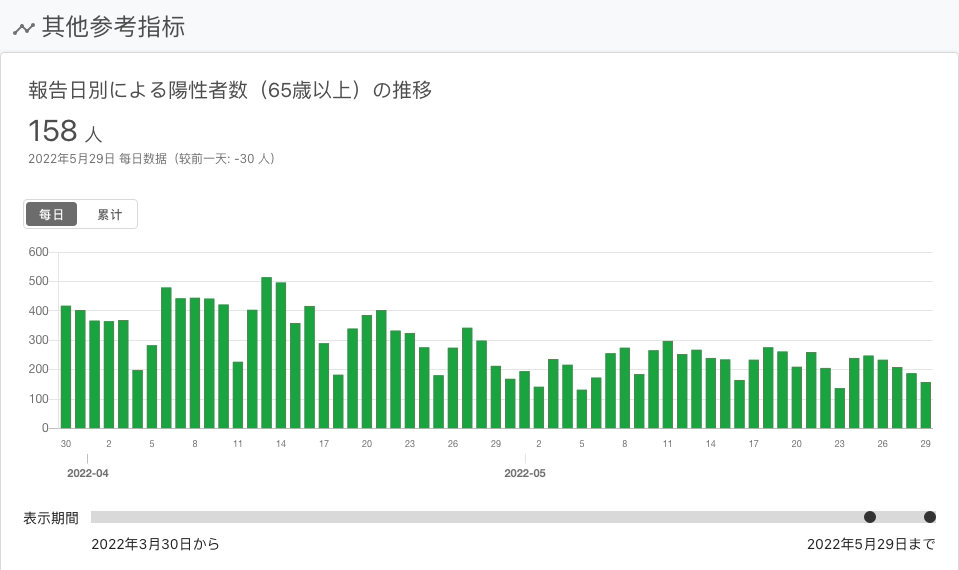 其他参考指标
報告日別による陽性者数（65歳以上）の推移
158 人
2022年5月29日 每日数据（较前一天: -30 人）
每日 累计
600
500
400
300
200
100
0
30 2 5 8 11 14 17 20 23 26 29 2 5 8 11 14 17 20 23 26 29
2022-04 2022-05
表示期間
2022年3月30日から 2022年5月29日まで